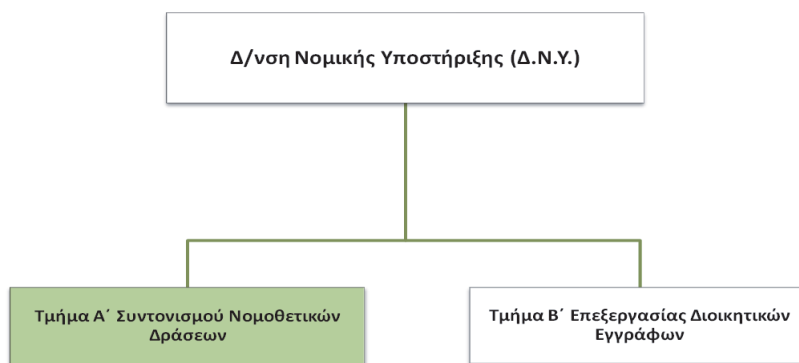 Δ/νση Νομικής Υποστήριξης (Δ.Ν.Υ.)
Τμήμα Α΄ Συντονισμού Νομοθετικών
Δράσεων
Τμήμα Β΄ Επεξεργασίας Διοικητικών
Εγγράφων